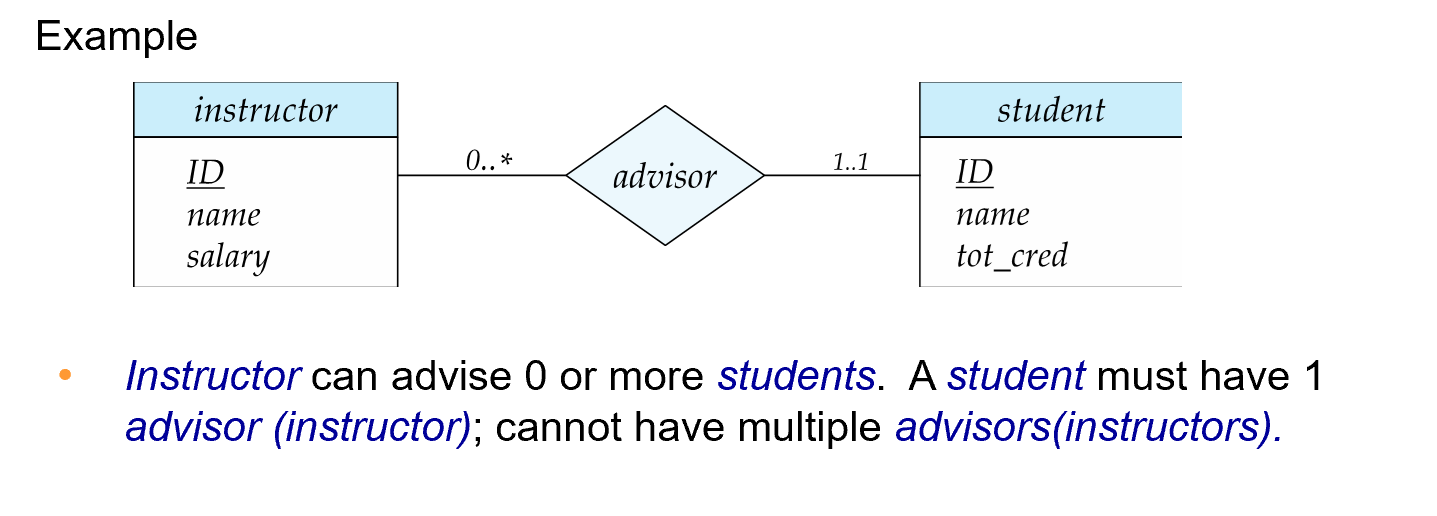 Example
instructor
student
ID
name
salary
0..*
advisor
1..1
ID
name
tot_cred
• Instructor can advise 0 or more students. A student must have 1
advisor (instructor); cannot have multiple advisors(instructors).